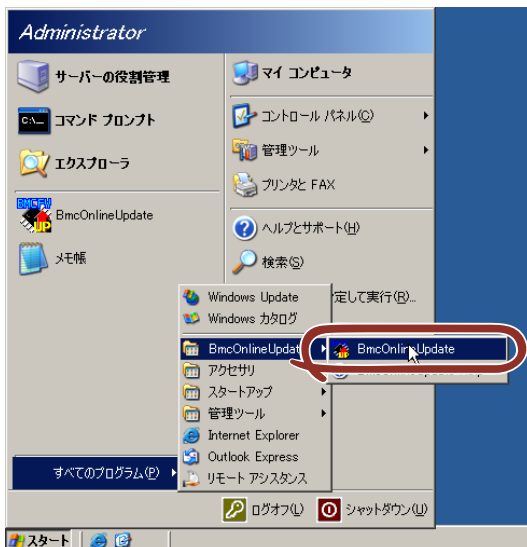 Administrator
サーバーの役割管理
コマンド プロンプト
エクスプローラ
BmcOnlineUpdate
メモ帳
すべてのプログラム(P)
マイ コンピュータ
コントロール パネル(C)
管理ツール
プリンタと FAX
ヘルプとサポート(H)
検索(S)
定して実行(R)...
Windows Update
Windows カタログ
BmcOnlineUpdat
アクセサリ
スタートアップ
管理ツール
Internet Explorer
Outlook Express
リモート アシスタンス
BmcOnlineUpdate
ログオフ(L)
シャットダウン(U)
スタート